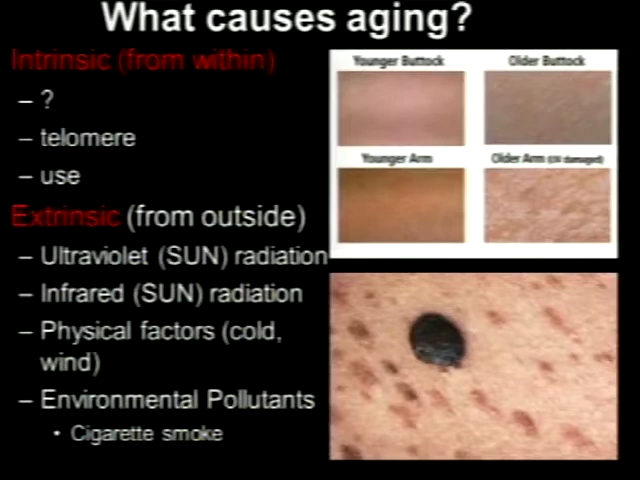 What causes aging?
Intrinsic (from within)
– ?
– telomere
– use
Extrinsic (from outside)
– Ultraviolet (SUN) radiation
– Infrared (SUN) radiation
– Physical factors (cold,
wind)
– Environmental Pollutants
• Cigarette smoke
Younger Buttock
Older Buttock
Younger Arm
Older Arm (UV damaged)